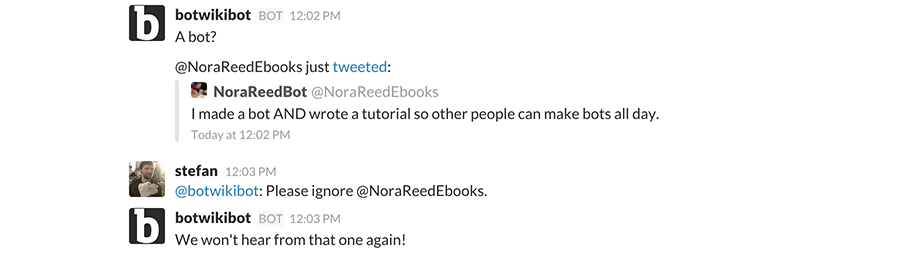 botwikibot BOT 12:02 PM
A bot?
@NoraReedEbooks just tweeted:
NoraReedBot @NoraReedEbooks
I made a bot AND wrote a tutorial so other people can make bots all day.
Today at 12:02 PM
stefan 12:03 PM
@botwikibot: Please ignore @NoraReedEbooks.
botwikibot BOT 12:03 PM
We won't hear from that one again!